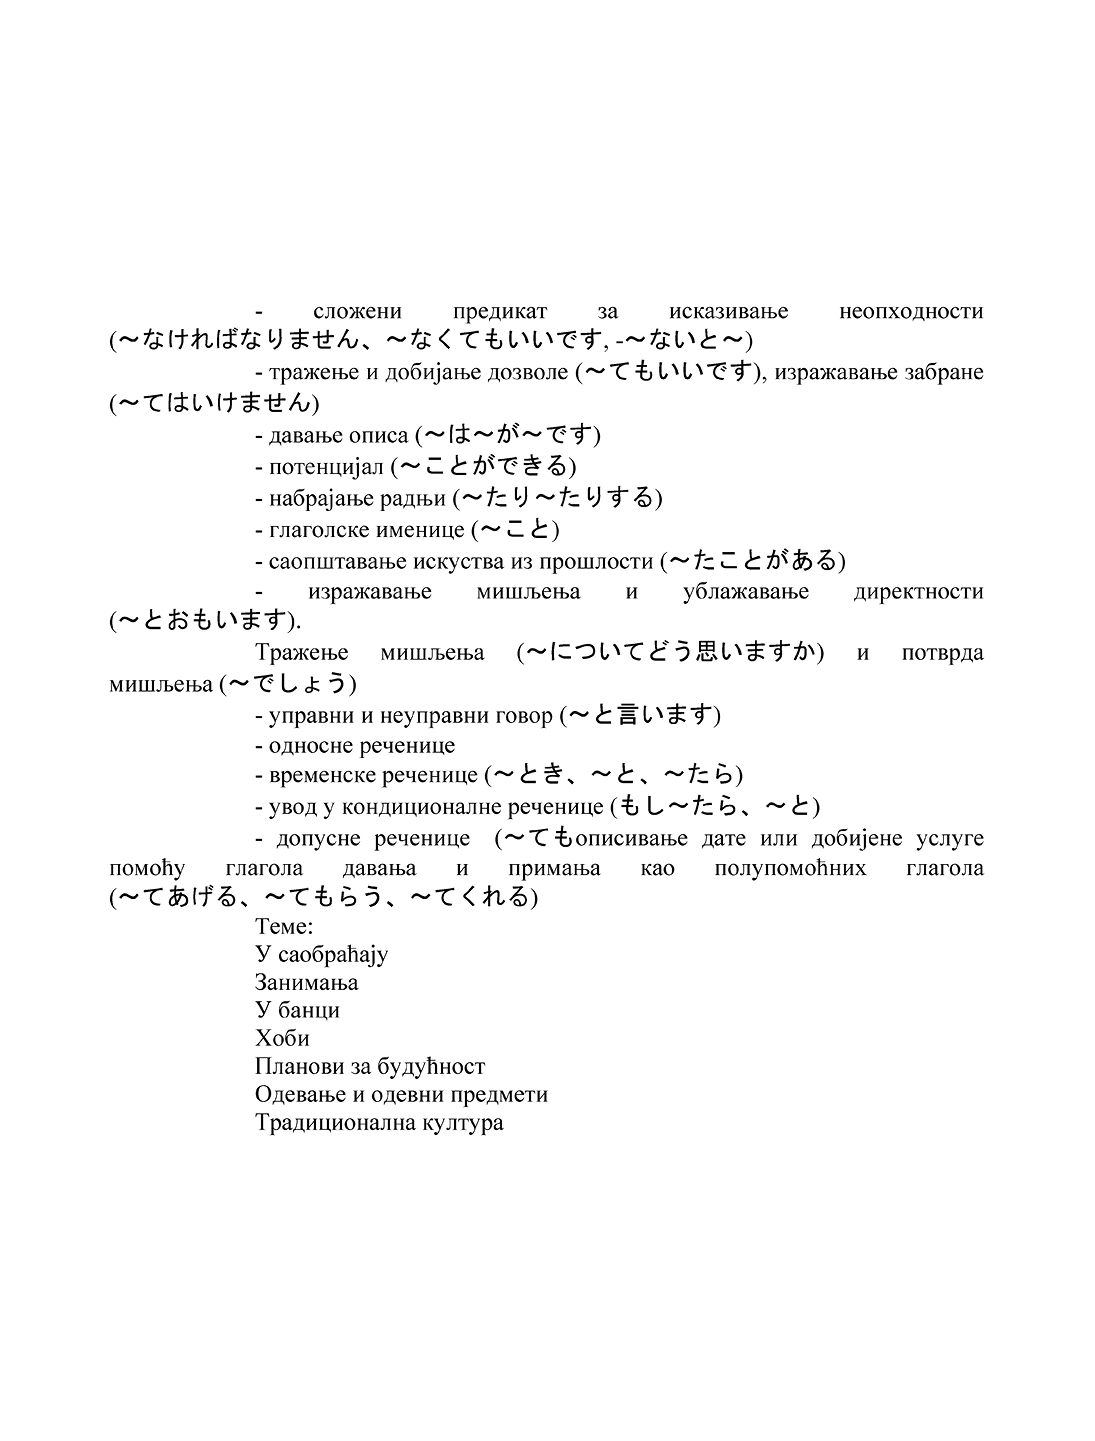 - сложени предикат за исказивање неопходности
(～なければなりません、～なくてもいいです, -～ないと～)
- тражење и добијање дозволе (～てもいいです), изражавање забране
(～てはいけません)
- давање описа (～は～が～です)
- потенцијал (～ことができる)
- набрајање радњи (～たり～たりする)
- глаголске именице (～こと)
- саопштавање искуства из прошлости (～たことがある)
- изражавање мишљења и ублажавање директности
(～とおもいます).
Тражење мишљења (～についてどう思いますか) и потврда
мишљења (～でしょう)
- управни и неуправни говор (～と言います)
- односне реченице
- временске реченице (～とき、～と、～たら)
- увод у кондиционалне реченице (もし～たら、～と)
- допусне реченице (～てもописивање дате или добијене услуге
помоћу глагола давања и примања као полупомоћних глагола
(～てあげる、～てもらう、～てくれる)
Теме:
У саобраћају
Занимања
У банци
Хоби
Планови за будућност
Одевање и одевни предмети
Традиционална култура